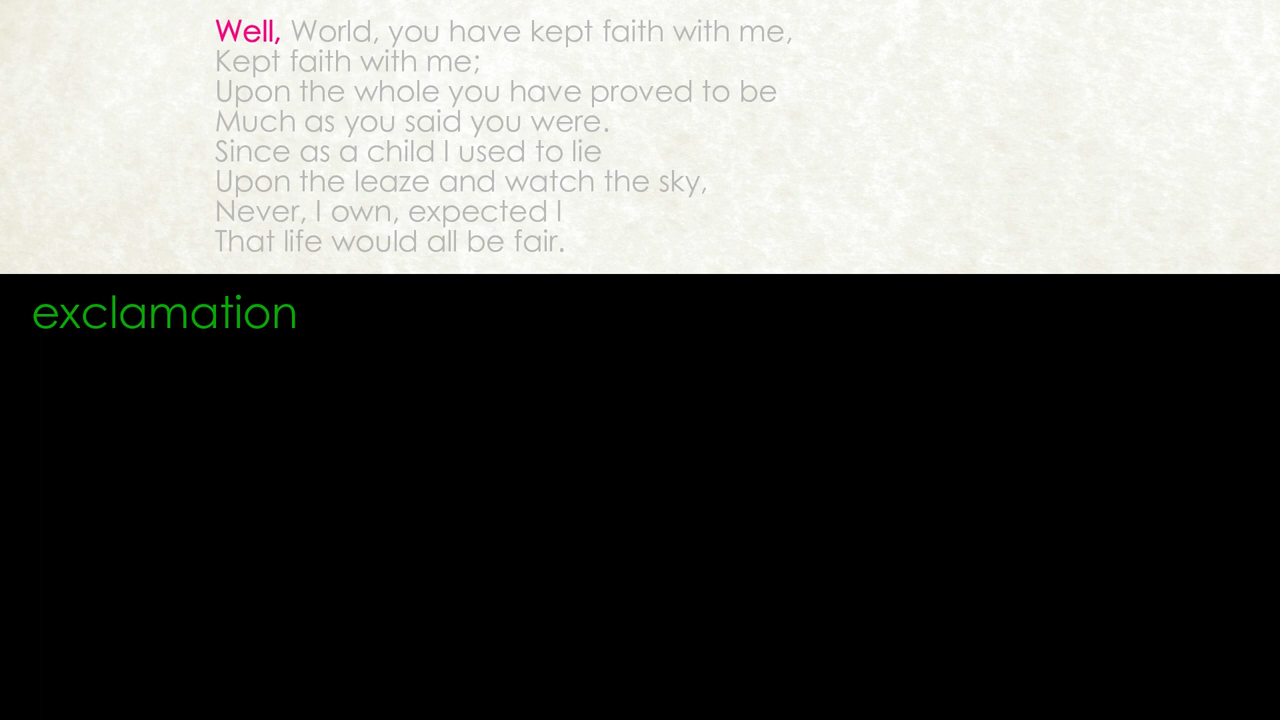 Well, World, you have kept faith with me,
Kept faith with me;
Upon the whole you have proved to be
Much as you said you were.
Since as a child I used to lie
Upon the leaze and watch the sky,
Never, I own, expected I
That life would all be fair.
exclamation